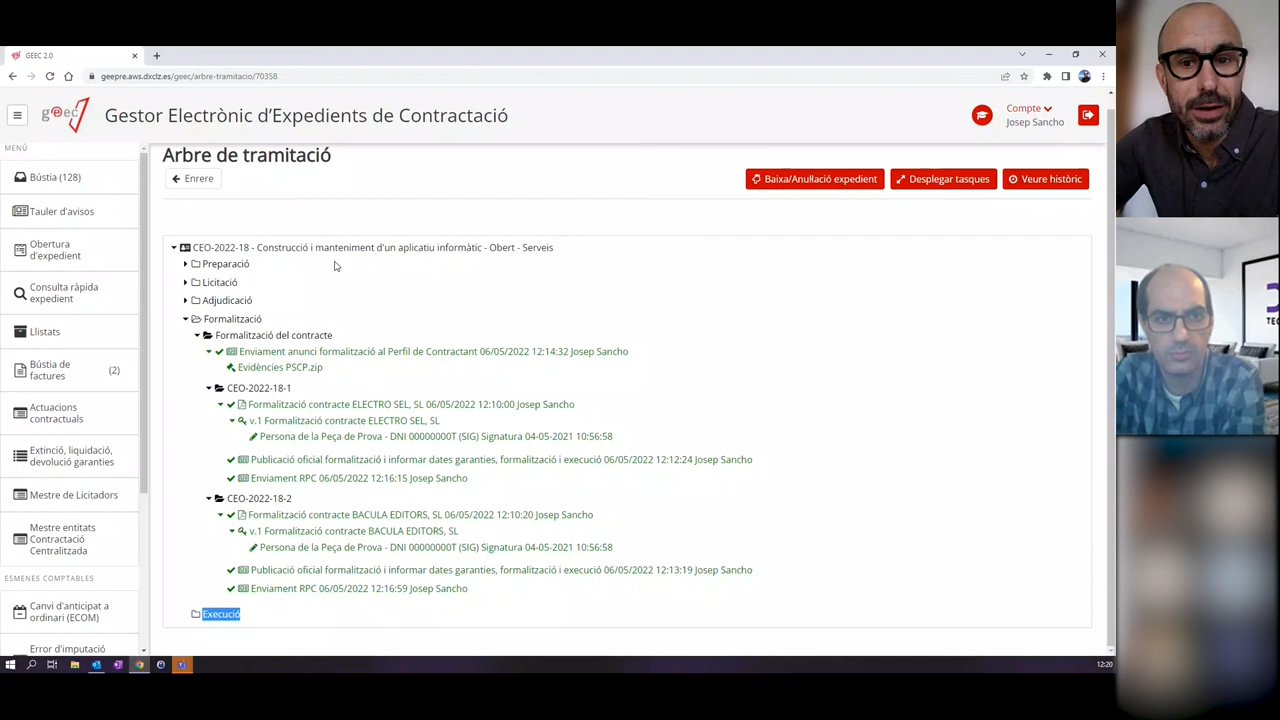 GEEC 2.0
geepre.aws.dxclz.es/geec/arbre-tramitacio/70358
geec
Gestor Electrònic d'Expedients de Contractació
Compte
Josep Sancho
MENÚ
Bústia (128)
Tauler d'avisos
Obertura d'expedient
Consulta ràpida expedient
Llistats
Bústia de factures (2)
Actuacions contractuals
Extinció, liquidació, devolució garanties
Mestre de Licitadors
Mestre entitats Contractació Centralitzada
ESMENES COMPTABLES
Canvi d'anticipat a ordinari (ECOM)
Error d'imputació
Arbre de tramitació
Enrere
Baixa/Anul·lació expedient
Desplegar tasques
Veure històric
CEO-2022-18 - Construcció i manteniment d'un aplicatiu informàtic - Obert - Serveis
Preparació
Licitació
Adjudicació
Formalització
Formalització del contracte
Enviament anunci formalització al Perfil de Contractant 06/05/2022 12:14:32 Josep Sancho
Evidències PSCP.zip
CEO-2022-18-1
Formalització contracte ELECTRO SEL, SL 06/05/2022 12:10:00 Josep Sancho
v.1 Formalització contracte ELECTRO SEL, SL
Persona de la Peça de Prova - DNI 00000000T (SIG) Signatura 04-05-2021 10:56:58
Publicació oficial formalització i informar dates garanties, formalització i execució 06/05/2022 12:12:24 Josep Sancho
Enviament RPC 06/05/2022 12:16:15 Josep Sancho
CEO-2022-18-2
Formalització contracte BACULA EDITORS, SL 06/05/2022 12:10:20 Josep Sancho
v.1 Formalització contracte BACULA EDITORS, SL
Persona de la Peça de Prova - DNI 00000000T (SIG) Signatura 04-05-2021 10:56:58
Publicació oficial formalització i informar dates garanties, formalització i execució 06/05/2022 12:13:19 Josep Sancho
Enviament RPC 06/05/2022 12:16:59 Josep Sancho
Execució
12:20